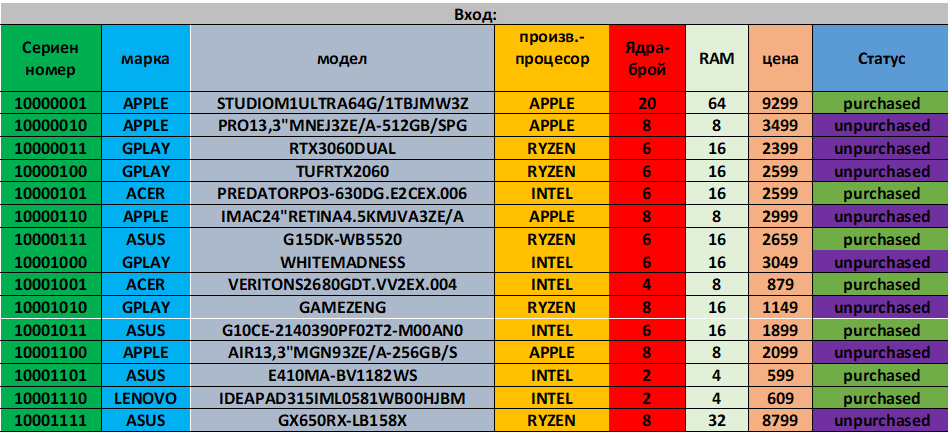 Вход:
Сериен номер марка модел произв.-процесор Ядра-брой RAM цена Статус
10000001 APPLE STUDIOM1ULTRA64G/1TBJMW3Z APPLE 20 64 9299 purchased
10000010 APPLE PRO13,3"MNEJ3ZE/A-512GB/SPG APPLE 8 8 3499 unpurchased
10000011 GPLAY RTX3060DUAL RYZEN 6 16 2399 unpurchased
10000100 GPLAY TUFRTX2060 RYZEN 6 16 2599 unpurchased
10000101 ACER PREDATORPO3-630DG.E2CEX.006 INTEL 6 16 2599 purchased
10000110 APPLE IMAC24"RETINA4.5KMJVA3ZE/A APPLE 8 8 2999 unpurchased
10000111 ASUS G15DK-WB5520 RYZEN 6 16 2659 purchased
10001000 GPLAY WHITEMADNESS INTEL 6 16 3049 unpurchased
10001001 ACER VERITONS2680GDT.VV2EX.004 INTEL 4 8 879 purchased
10001010 GPLAY GAMEZENG RYZEN 8 16 1149 unpurchased
10001011 ASUS G10CE-2140390PF02T2-M00AN0 INTEL 6 16 1899 purchased
10001100 APPLE AIR13,3"MGN93ZE/A-256GB/S APPLE 8 8 2099 unpurchased
10001101 ASUS E410MA-BV1182WS INTEL 2 4 599 purchased
10001110 LENOVO IDEAPAD315IML0581WB00HJBM INTEL 2 4 609 purchased
10001111 ASUS GX650RX-LB158X RYZEN 8 32 8799 unpurchased